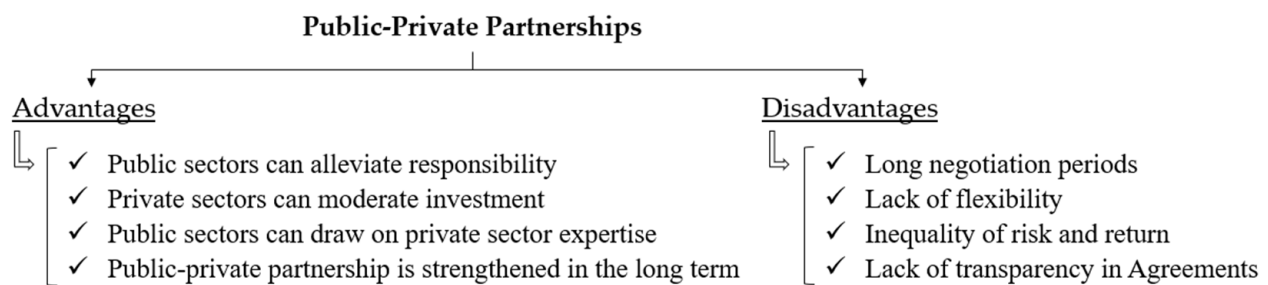 Public-Private Partnerships
Advantages
✓ Public sectors can alleviate responsibility
✓ Private sectors can moderate investment
✓ Public sectors can draw on private sector expertise
✓ Public-private partnership is strengthened in the long term
Disadvantages
✓ Long negotiation periods
✓ Lack of flexibility
✓ Inequality of risk and return
✓ Lack of transparency in Agreements